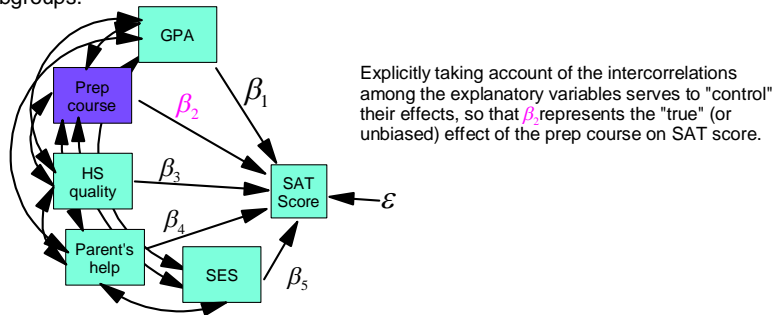 bgroups.
GPA
Prep
course
β₁
β₂
HS
quality
β₃
SAT
Score
ε
β₄
Parent's
help
SES
β₅
Explicitly taking account of the intercorrelations
among the explanatory variables serves to "control"
their effects, so that β₂represents the "true" (or
unbiased) effect of the prep course on SAT score.